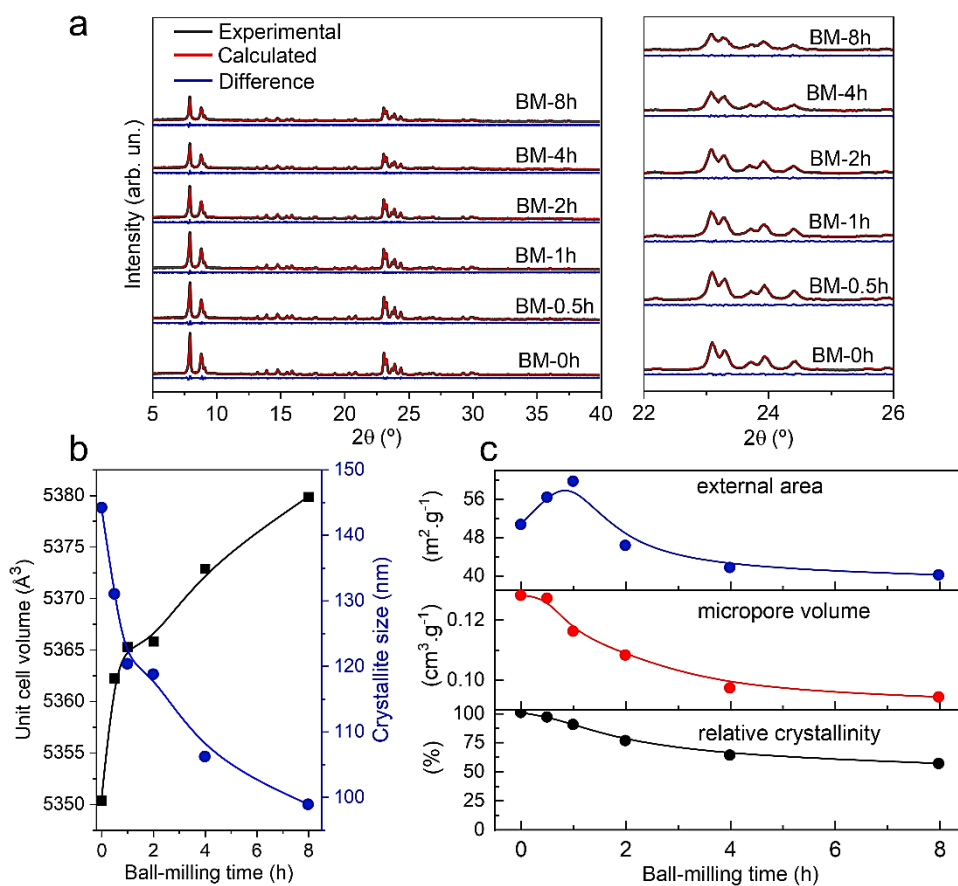 a
Experimental
Calculated
Difference
Intensity (arb. un.)
BM-8h
BM-4h
BM-2h
BM-1h
BM-0.5h
BM-0h
5 10 15 20 25 30 35 40
2θ (º)
BM-8h
BM-4h
BM-2h
BM-1h
BM-0.5h
BM-0h
22 24 26
2θ (º)
b
Unit cell volume (Å³)
5380
5375
5370
5365
5360
5355
5350
150
140
130
120
110
100
Crystallite size (nm)
0 2 4 6 8
Ball-milling time (h)
c
external area
(m²·g⁻¹)
56
48
40
micropore volume
(cm³·g⁻¹)
0.12
0.10
relative crystallinity
(%)
100
75
50
25
0
0 2 4 6 8
Ball-milling time (h)